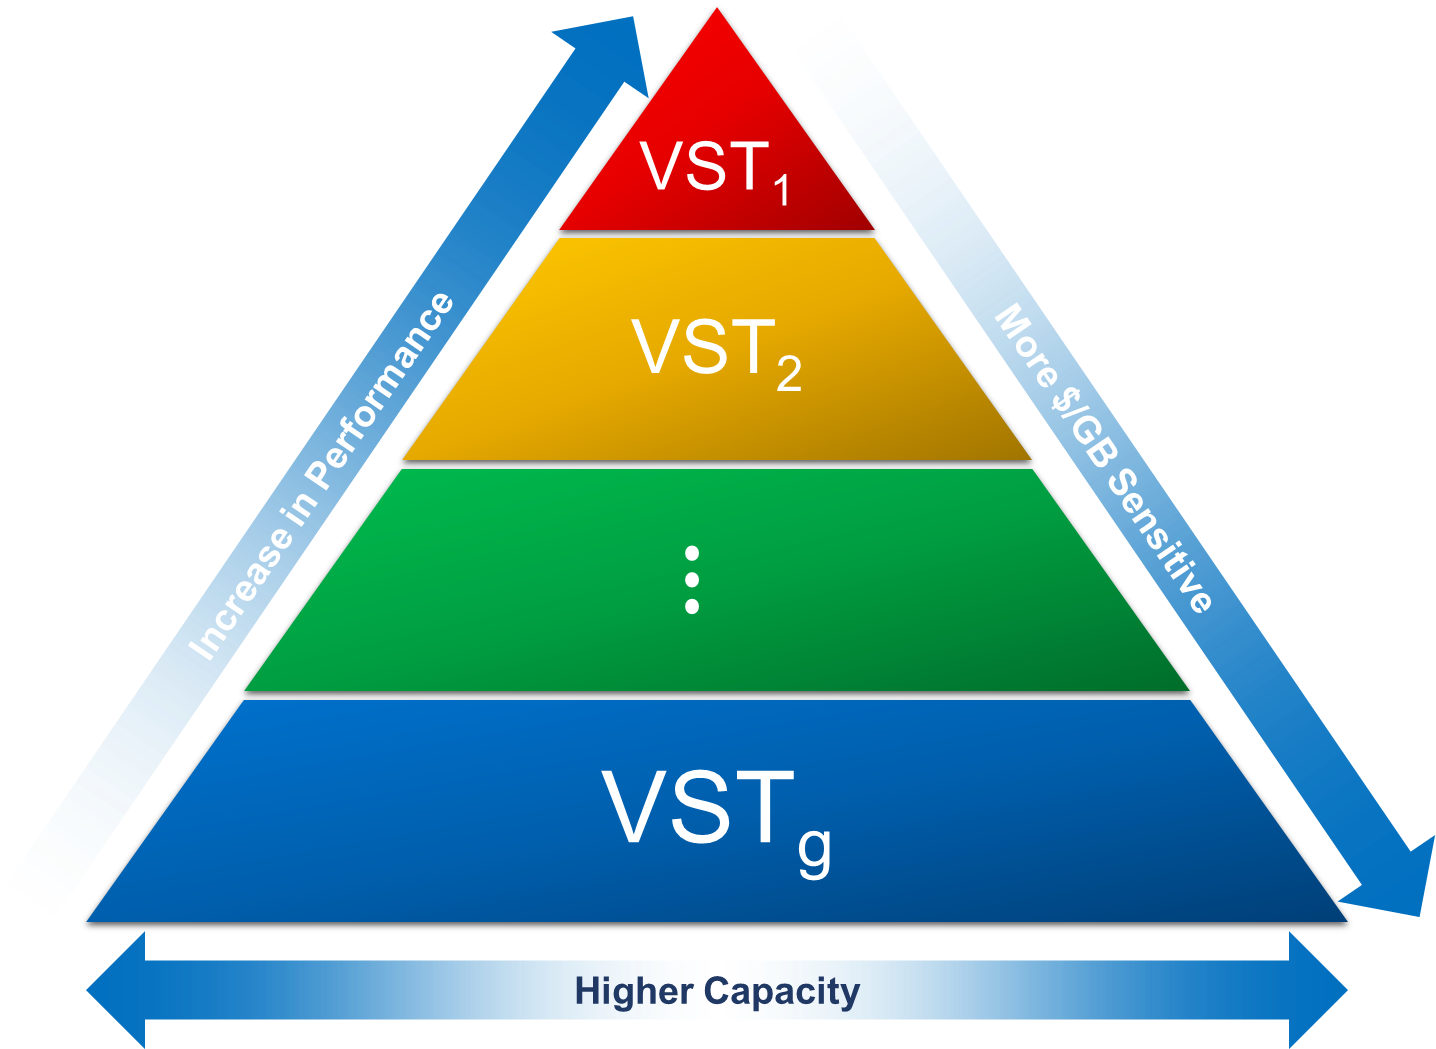 VST1
VST2
Increase in Performance
More $/GB Sensitive
⋮
VSTg
Higher Capacity